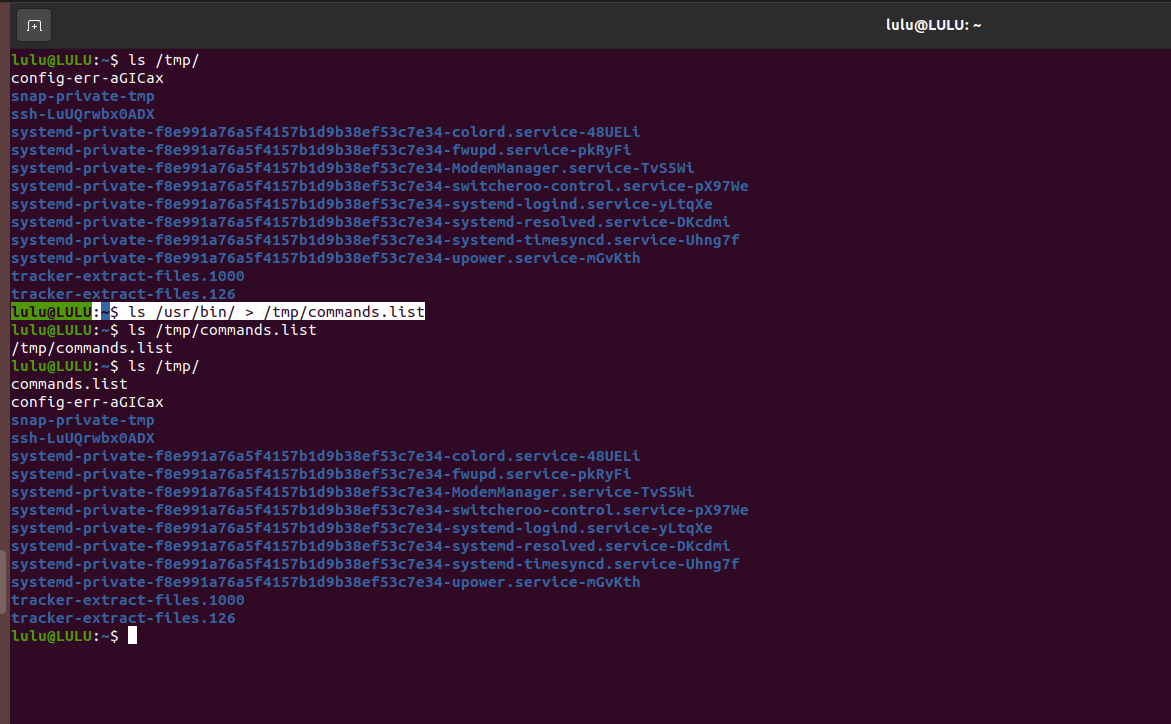 lulu@LULU: ~
lulu@LULU:~$ ls /tmp/
config-err-aGICax
snap-private-tmp
ssh-LuUQrwbx0ADX
systemd-private-f8e991a76a5f4157b1d9b38ef53c7e34-colord.service-48UELi
systemd-private-f8e991a76a5f4157b1d9b38ef53c7e34-fwupd.service-pkRyFi
systemd-private-f8e991a76a5f4157b1d9b38ef53c7e34-ModemManager.service-TvS5Wi
systemd-private-f8e991a76a5f4157b1d9b38ef53c7e34-switcheroo-control.service-pX97We
systemd-private-f8e991a76a5f4157b1d9b38ef53c7e34-systemd-logind.service-yLtqXe
systemd-private-f8e991a76a5f4157b1d9b38ef53c7e34-systemd-resolved.service-DKcdmi
systemd-private-f8e991a76a5f4157b1d9b38ef53c7e34-systemd-timesyncd.service-Uhng7f
systemd-private-f8e991a76a5f4157b1d9b38ef53c7e34-upower.service-mGvKth
tracker-extract-files.1000
tracker-extract-files.126
lulu@LULU:~$ ls /usr/bin/ > /tmp/commands.list
lulu@LULU:~$ ls /tmp/commands.list
/tmp/commands.list
lulu@LULU:~$ ls /tmp/
commands.list
config-err-aGICax
snap-private-tmp
ssh-LuUQrwbx0ADX
systemd-private-f8e991a76a5f4157b1d9b38ef53c7e34-colord.service-48UELi
systemd-private-f8e991a76a5f4157b1d9b38ef53c7e34-fwupd.service-pkRyFi
systemd-private-f8e991a76a5f4157b1d9b38ef53c7e34-ModemManager.service-TvS5Wi
systemd-private-f8e991a76a5f4157b1d9b38ef53c7e34-switcheroo-control.service-pX97We
systemd-private-f8e991a76a5f4157b1d9b38ef53c7e34-systemd-logind.service-yLtqXe
systemd-private-f8e991a76a5f4157b1d9b38ef53c7e34-systemd-resolved.service-DKcdmi
systemd-private-f8e991a76a5f4157b1d9b38ef53c7e34-systemd-timesyncd.service-Uhng7f
systemd-private-f8e991a76a5f4157b1d9b38ef53c7e34-upower.service-mGvKth
tracker-extract-files.1000
tracker-extract-files.126
lulu@LULU:~$